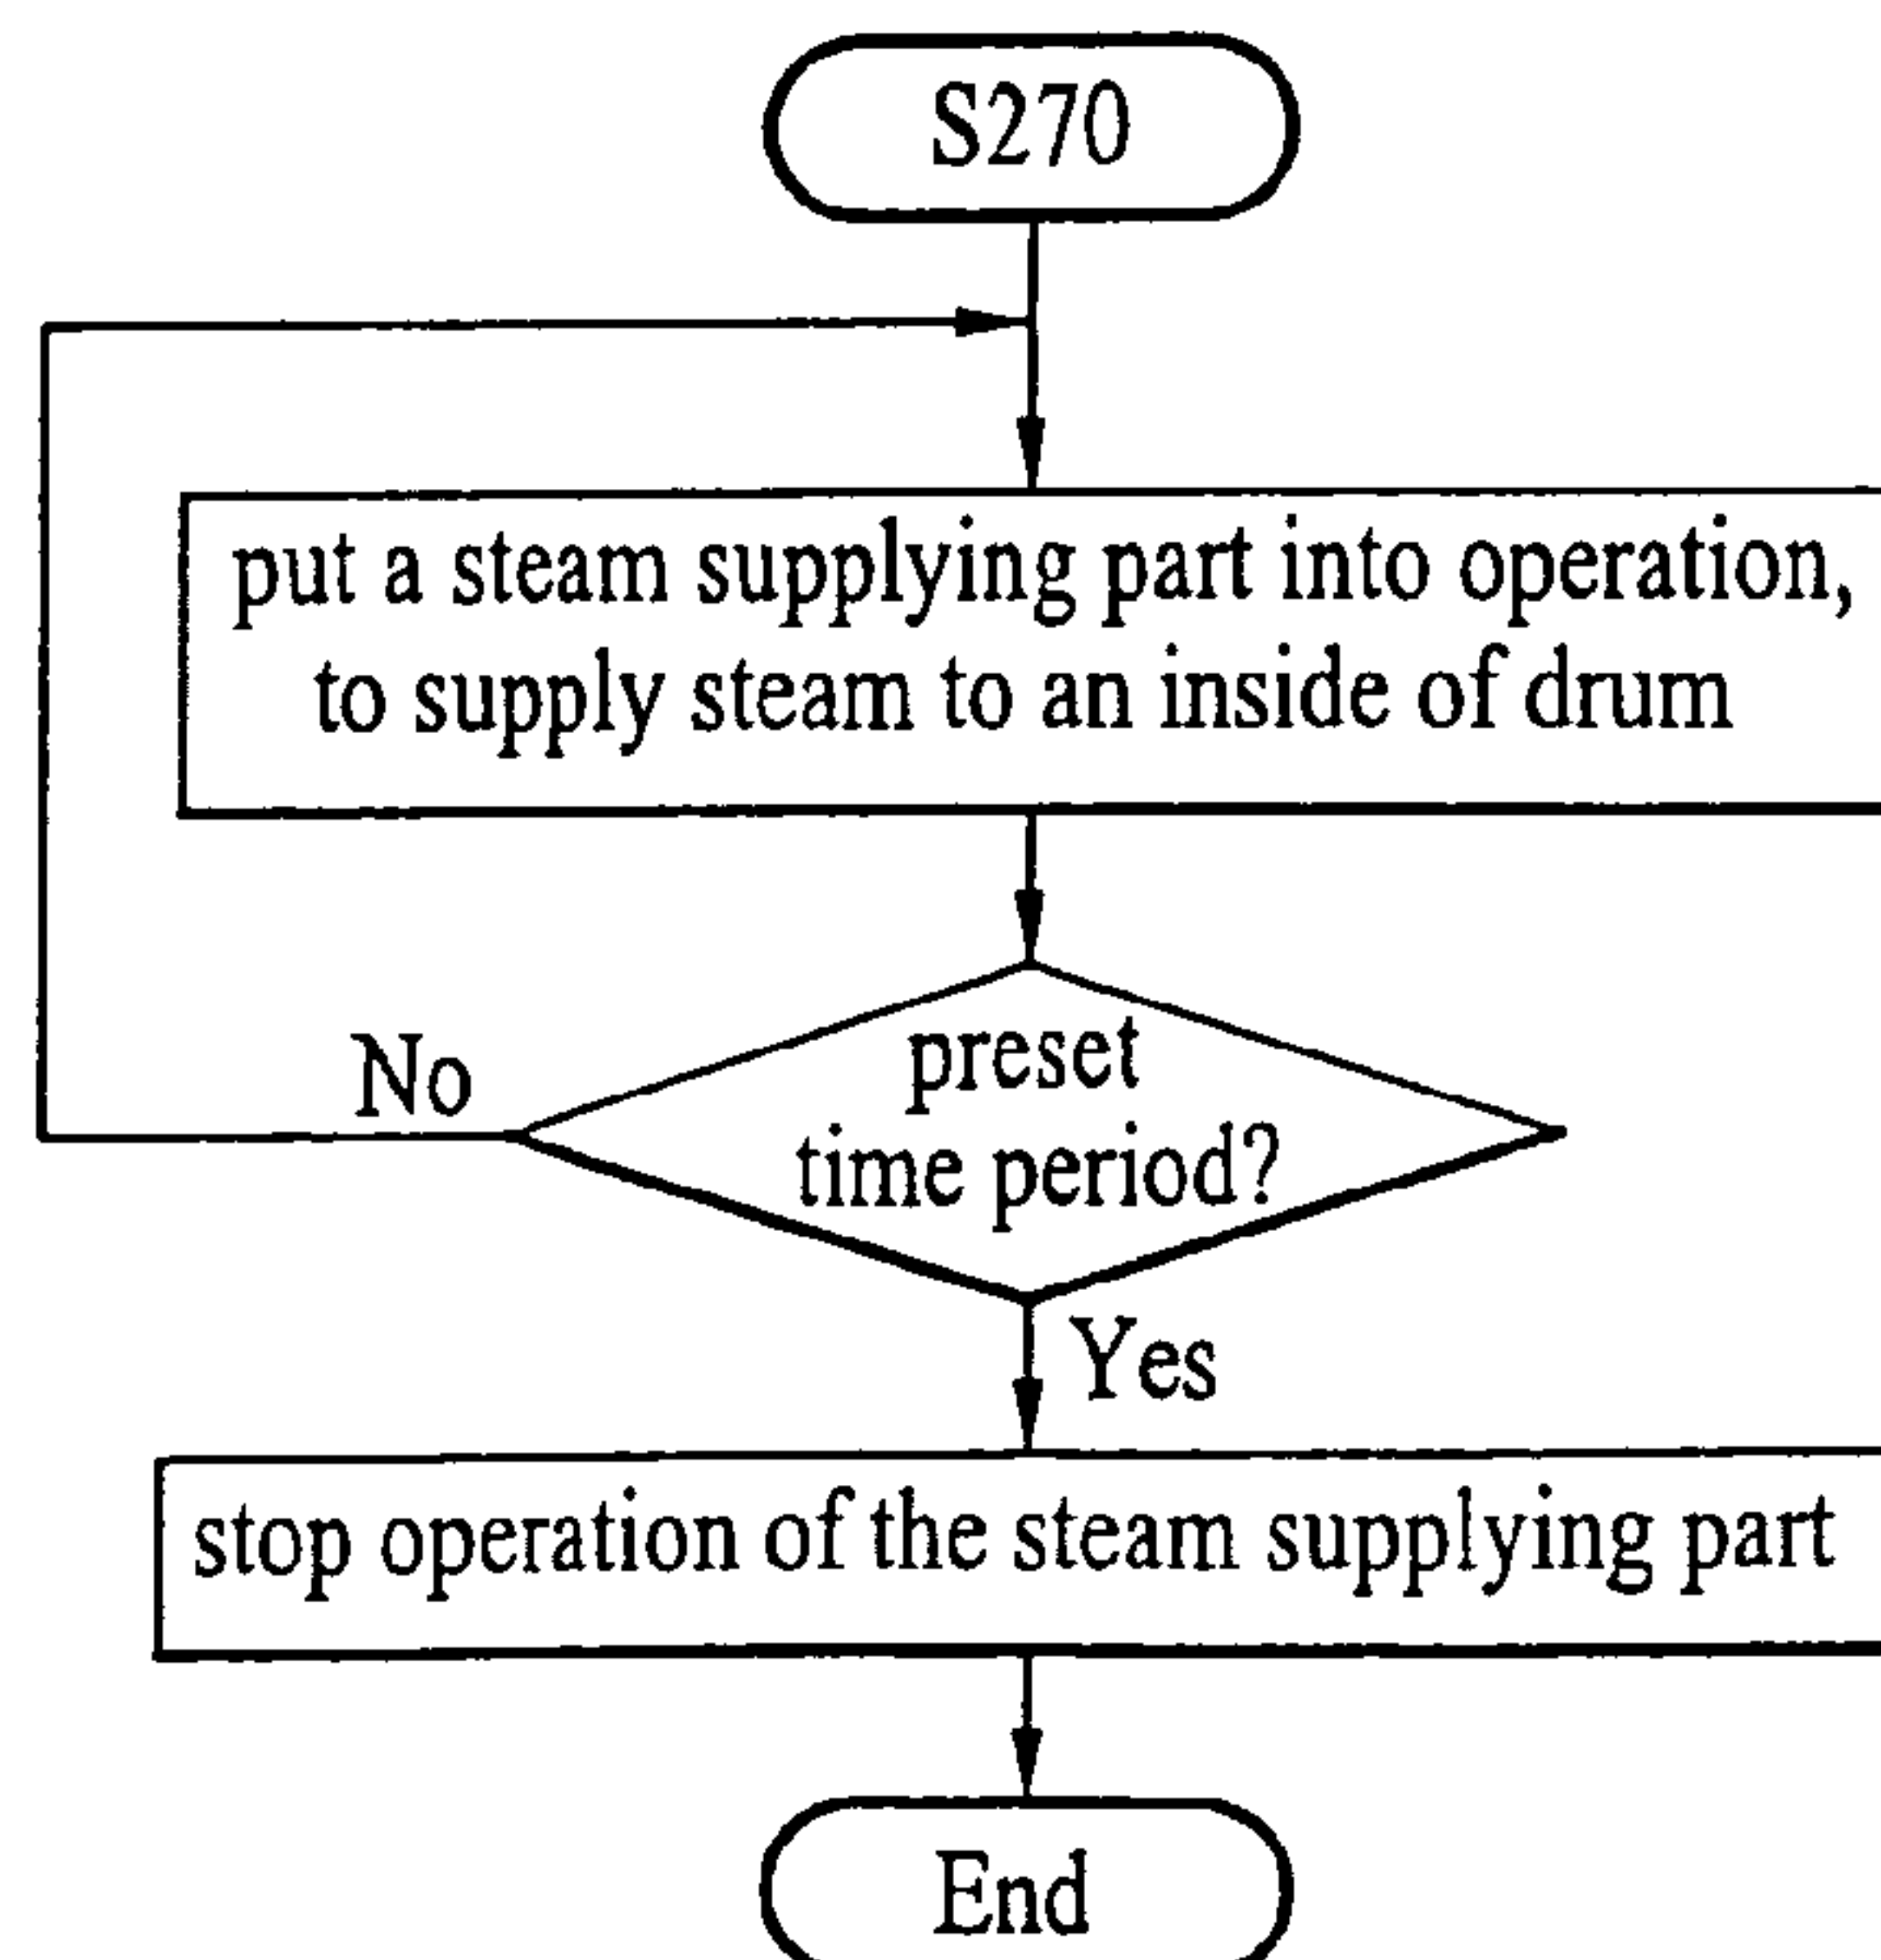 S270
put a steam supplying part into operation,
to supply steam to an inside of drum
preset
time period?
No
Yes
stop operation of the steam supplying part
End